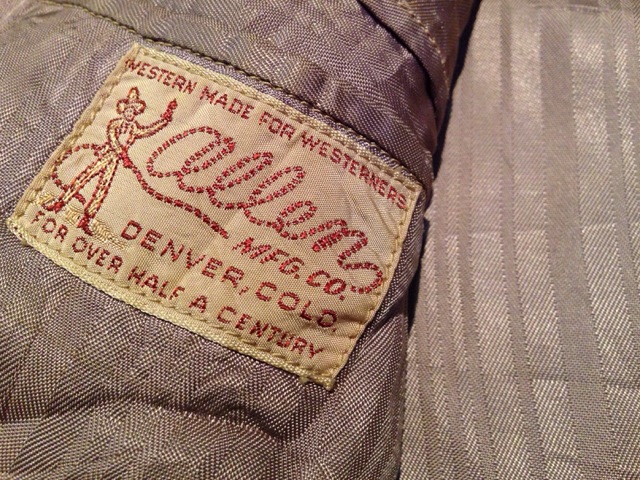 WESTERN MADE FOR WESTERNERS
Allen
MFG. CO.
DENVER, COLO.
FOR OVER HALF A CENTURY